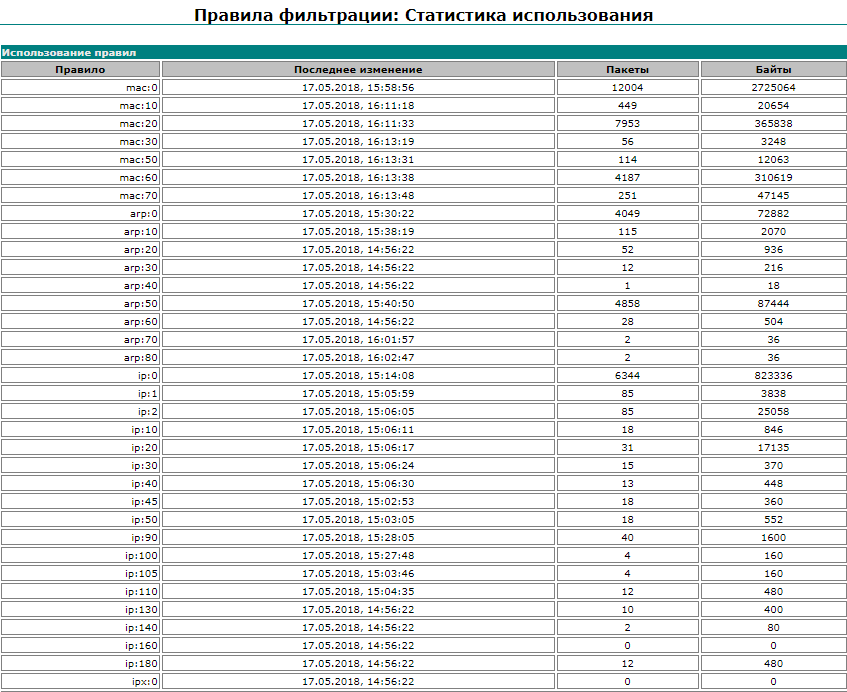 Правила фильтрации: Статистика использования
Использование правил
Правило Последнее изменение Пакеты Байты
mac:0 17.05.2018, 15:58:56 12004 2725064
mac:10 17.05.2018, 16:11:18 449 20654
mac:20 17.05.2018, 16:11:33 7953 365838
mac:30 17.05.2018, 16:13:19 56 3248
mac:50 17.05.2018, 16:13:31 114 12063
mac:60 17.05.2018, 16:13:38 4187 310619
mac:70 17.05.2018, 16:13:48 251 47145
arp:0 17.05.2018, 15:30:22 4049 72882
arp:10 17.05.2018, 15:38:19 115 2070
arp:20 17.05.2018, 14:56:22 52 936
arp:30 17.05.2018, 14:56:22 12 216
arp:40 17.05.2018, 14:56:22 1 18
arp:50 17.05.2018, 15:40:50 4858 87444
arp:60 17.05.2018, 14:56:22 28 504
arp:70 17.05.2018, 16:01:57 2 36
arp:80 17.05.2018, 16:02:47 2 36
ip:0 17.05.2018, 15:14:08 6344 823336
ip:1 17.05.2018, 15:05:59 85 3838
ip:2 17.05.2018, 15:06:05 85 25058
ip:10 17.05.2018, 15:06:11 18 846
ip:20 17.05.2018, 15:06:17 31 17135
ip:30 17.05.2018, 15:06:24 15 370
ip:40 17.05.2018, 15:06:30 13 448
ip:45 17.05.2018, 15:02:53 18 360
ip:50 17.05.2018, 15:03:05 18 552
ip:90 17.05.2018, 15:28:05 40 1600
ip:100 17.05.2018, 15:27:48 4 160
ip:105 17.05.2018, 15:03:46 4 160
ip:110 17.05.2018, 15:04:35 12 480
ip:130 17.05.2018, 14:56:22 10 400
ip:140 17.05.2018, 14:56:22 2 80
ip:160 17.05.2018, 14:56:22 0 0
ip:180 17.05.2018, 14:56:22 12 480
ipx:0 17.05.2018, 14:56:22 0 0